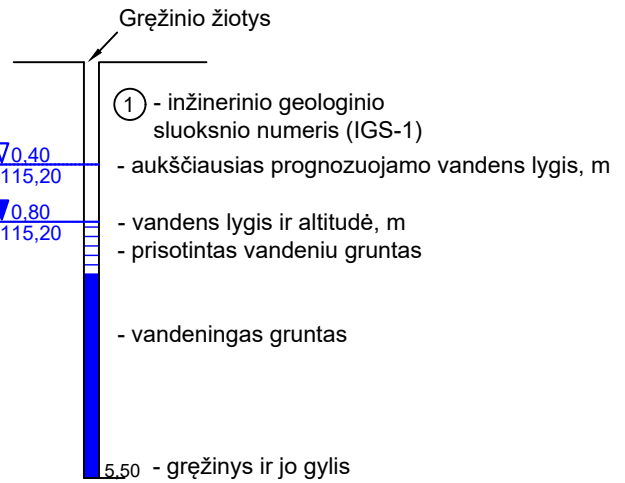 Gręžinio žiotys
1 - inžinerinio geologinio
sluoksnio numeris (IGS-1)
0,40
115,20
- aukščiausias prognozuojamo vandens lygis, m
0,80
115,20
- vandens lygis ir altitudė, m
- prisotintas vandeniu gruntas
- vandeningas gruntas
5,50 - gręžinys ir jo gylis